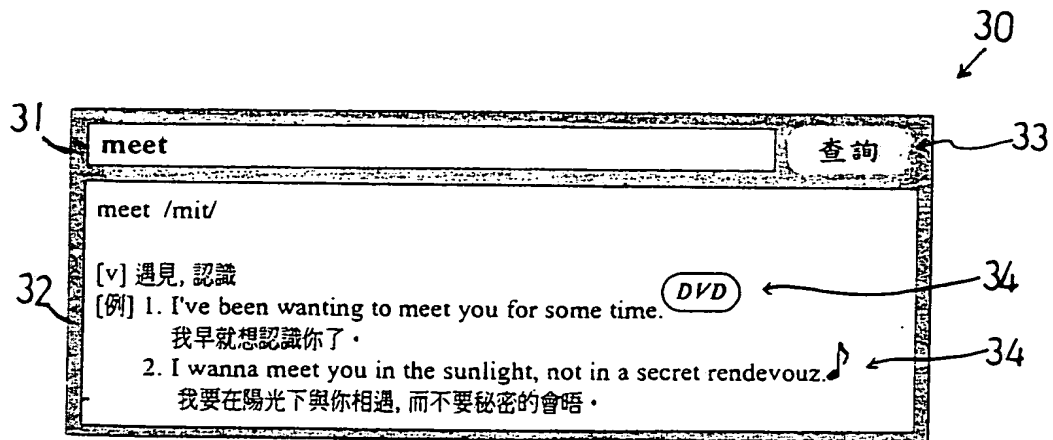 30
31
meet
查詢
33
meet /mit/
[v] 遇見, 認識
32
[例] 1. I've been wanting to meet you for some time.
DVD
34
我早就想認識你了・
2. I wanna meet you in the sunlight, not in a secret rendevouz.
34
我要在陽光下與你相遇, 而不要秘密的會晤・